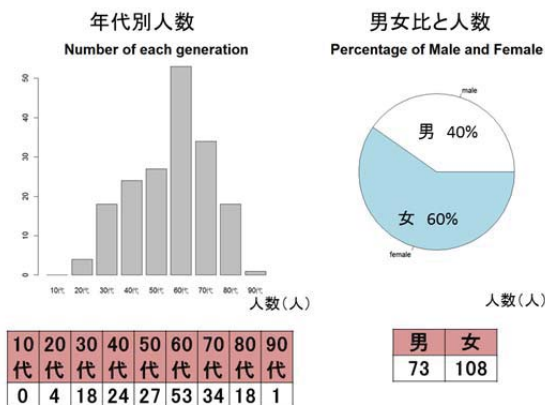 年代別人数
Number of each generation
50
40
30
20
10
0
10代 20代 30代 40代 50代 60代 70代 80代 90代
人数(人)
10代 20代 30代 40代 50代 60代 70代 80代 90代
0 4 18 24 27 53 34 18 1
男女比と人数
Percentage of Male and Female
male
男 40%
女 60%
female
人数(人)
男 女
73 108